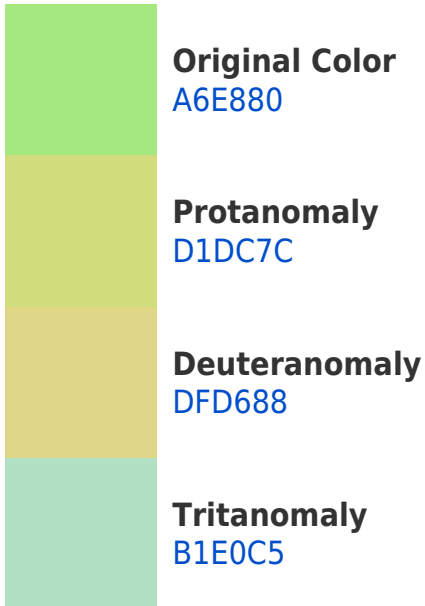 Original Color
A6E880
Protanomaly
D1DC7C
Deuteranomaly
DFD688
Tritanomaly
B1E0C5